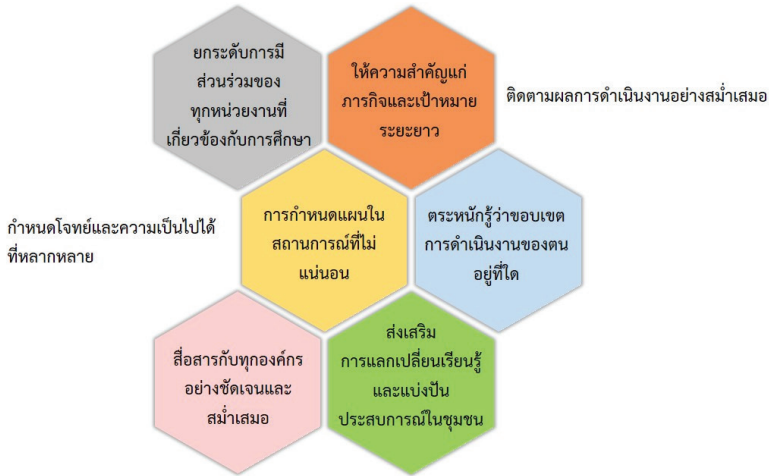 ยกระดับการมี
ส่วนร่วมของ
ทุกหน่วยงานที่
เกี่ยวข้องกับการศึกษา
ให้ความสำคัญแก่
ภารกิจและเป้าหมาย
ระยะยาว
ติดตามผลการดำเนินงานอย่างสม่ำเสมอ
กำหนดโจทย์และความเป็นไปได้
ที่หลากหลาย
การกำหนดแผนใน
สถานการณ์ที่ไม่
แน่นอน
ตระหนักรู้ว่าขอบเขต
การดำเนินงานของตน
อยู่ที่ใด
สื่อสารกับทุกองค์กร
อย่างชัดเจนและ
สม่ำเสมอ
ส่งเสริม
การแลกเปลี่ยนเรียนรู้
และแบ่งปัน
ประสบการณ์ในชุมชน